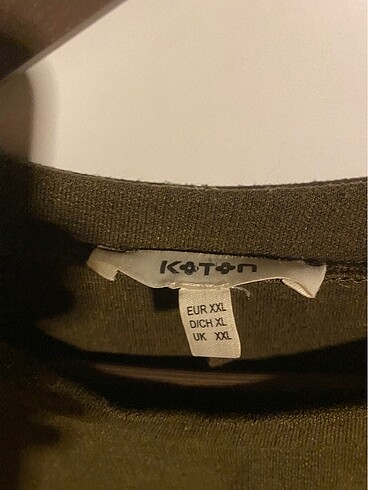 KOTON
EUR XXL
D/CH XL
UK XXL